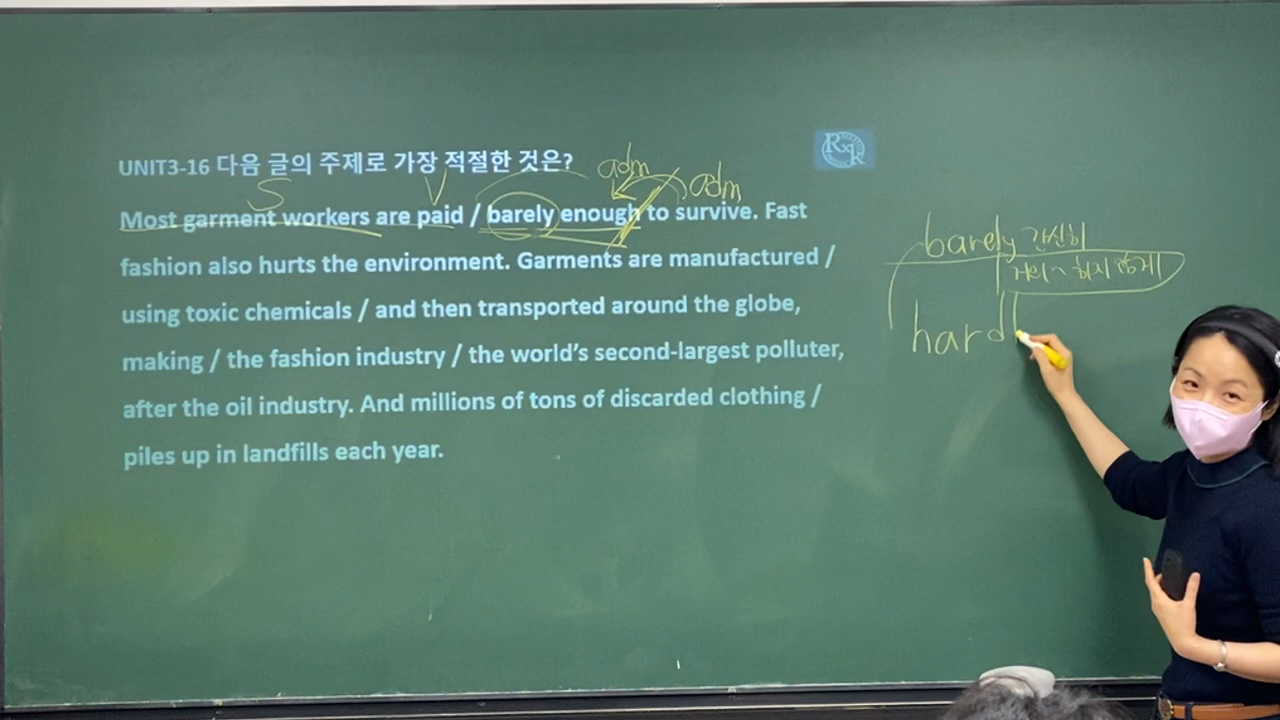 UNIT3-16 다음 글의 주제로 가장 적절한 것은?
S V adm adm
Most garment workers are paid / barely enough to survive. Fast
fashion also hurts the environment. Garments are manufactured /
using toxic chemicals / and then transported around the globe,
making / the fashion industry / the world's second-largest polluter,
after the oil industry. And millions of tons of discarded clothing /
piles up in landfills each year.
R R
barely 간신히
거의 ~ 하지 않게
hard